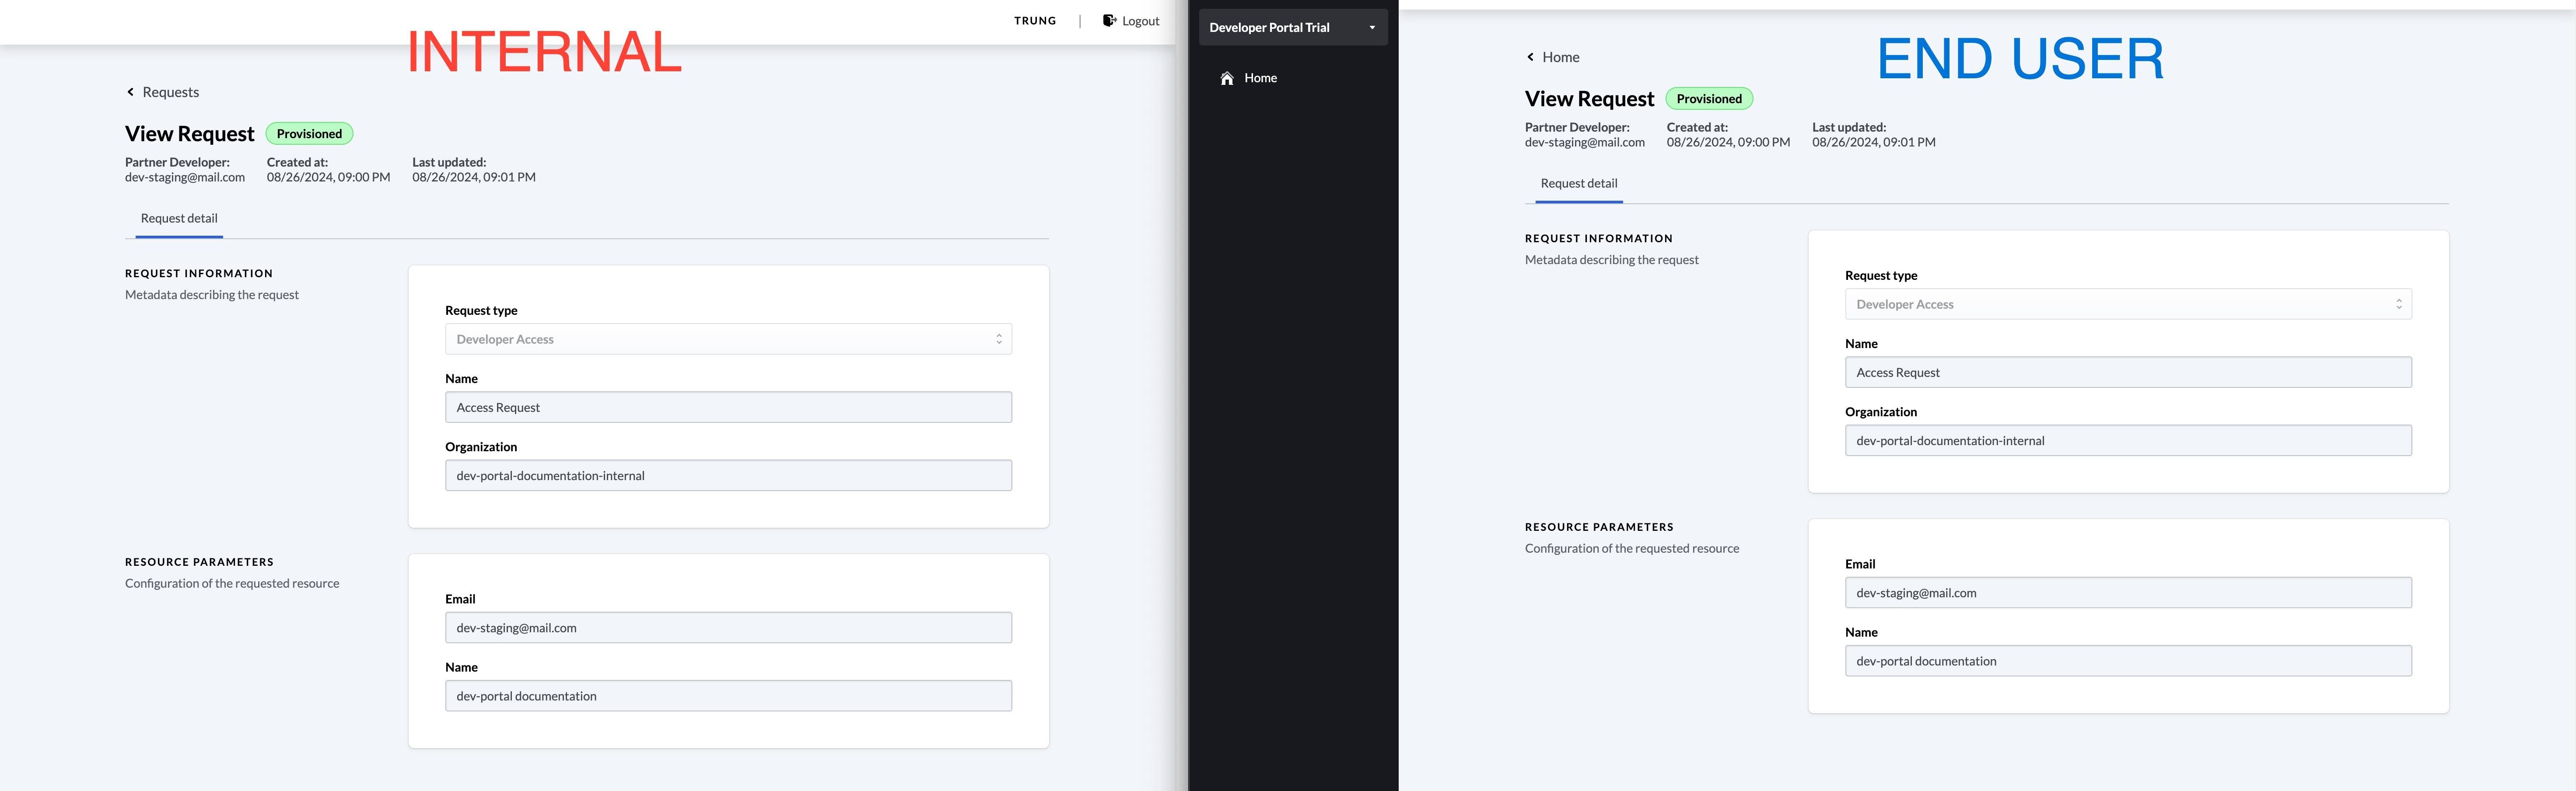 TRUNG | Logout
INTERNAL
Requests
View Request Provisioned
Partner Developer: Created at: Last updated:
dev-staging@mail.com 08/26/2024, 09:00 PM 08/26/2024, 09:01 PM
Request detail
REQUEST INFORMATION
Metadata describing the request
Request type
Developer Access
Name
Access Request
Organization
dev-portal-documentation-internal
RESOURCE PARAMETERS
Configuration of the requested resource
Email
dev-staging@mail.com
Name
dev-portal documentation
Developer Portal Trial
Home
END USER
Home
View Request Provisioned
Partner Developer: Created at: Last updated:
dev-staging@mail.com 08/26/2024, 09:00 PM 08/26/2024, 09:01 PM
Request detail
REQUEST INFORMATION
Metadata describing the request
Request type
Developer Access
Name
Access Request
Organization
dev-portal-documentation-internal
RESOURCE PARAMETERS
Configuration of the requested resource
Email
dev-staging@mail.com
Name
dev-portal documentation